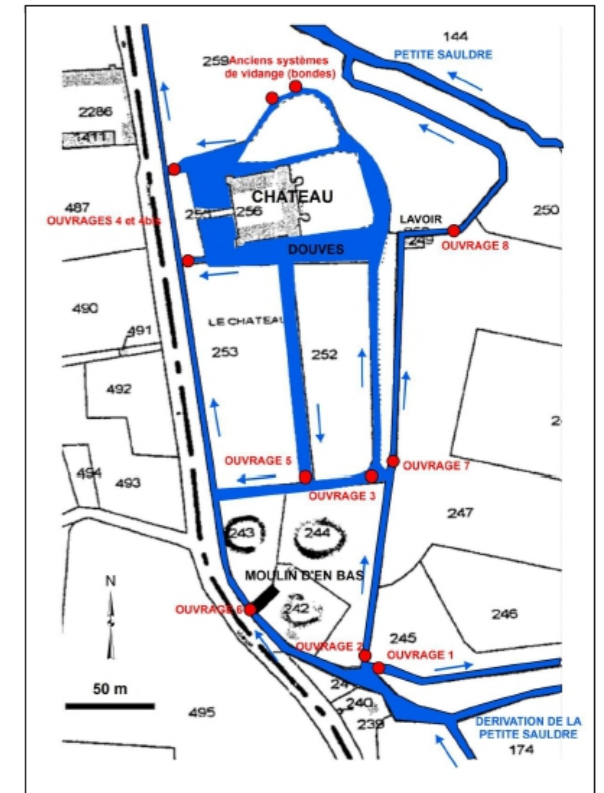 144
PETITE SAULDRE
259
Anciens systèmes
de vidange (bondes)
2286
1411
487
CHATEAU
256
LAVOIR
250
OUVRAGES 4 et 4bis
249
OUVRAGE 8
DOUVES
490
LE CHATEAU
491
253
252
492
494
493
OUVRAGE 5
OUVRAGE 7
OUVRAGE 3
243
244
247
MOULIN D'EN BAS
N
OUVRAGE 6
242
246
OUVRAGE 2
245
OUVRAGE 1
50 m
240
495
239
DERIVATION DE LA
PETITE SAULDRE
174